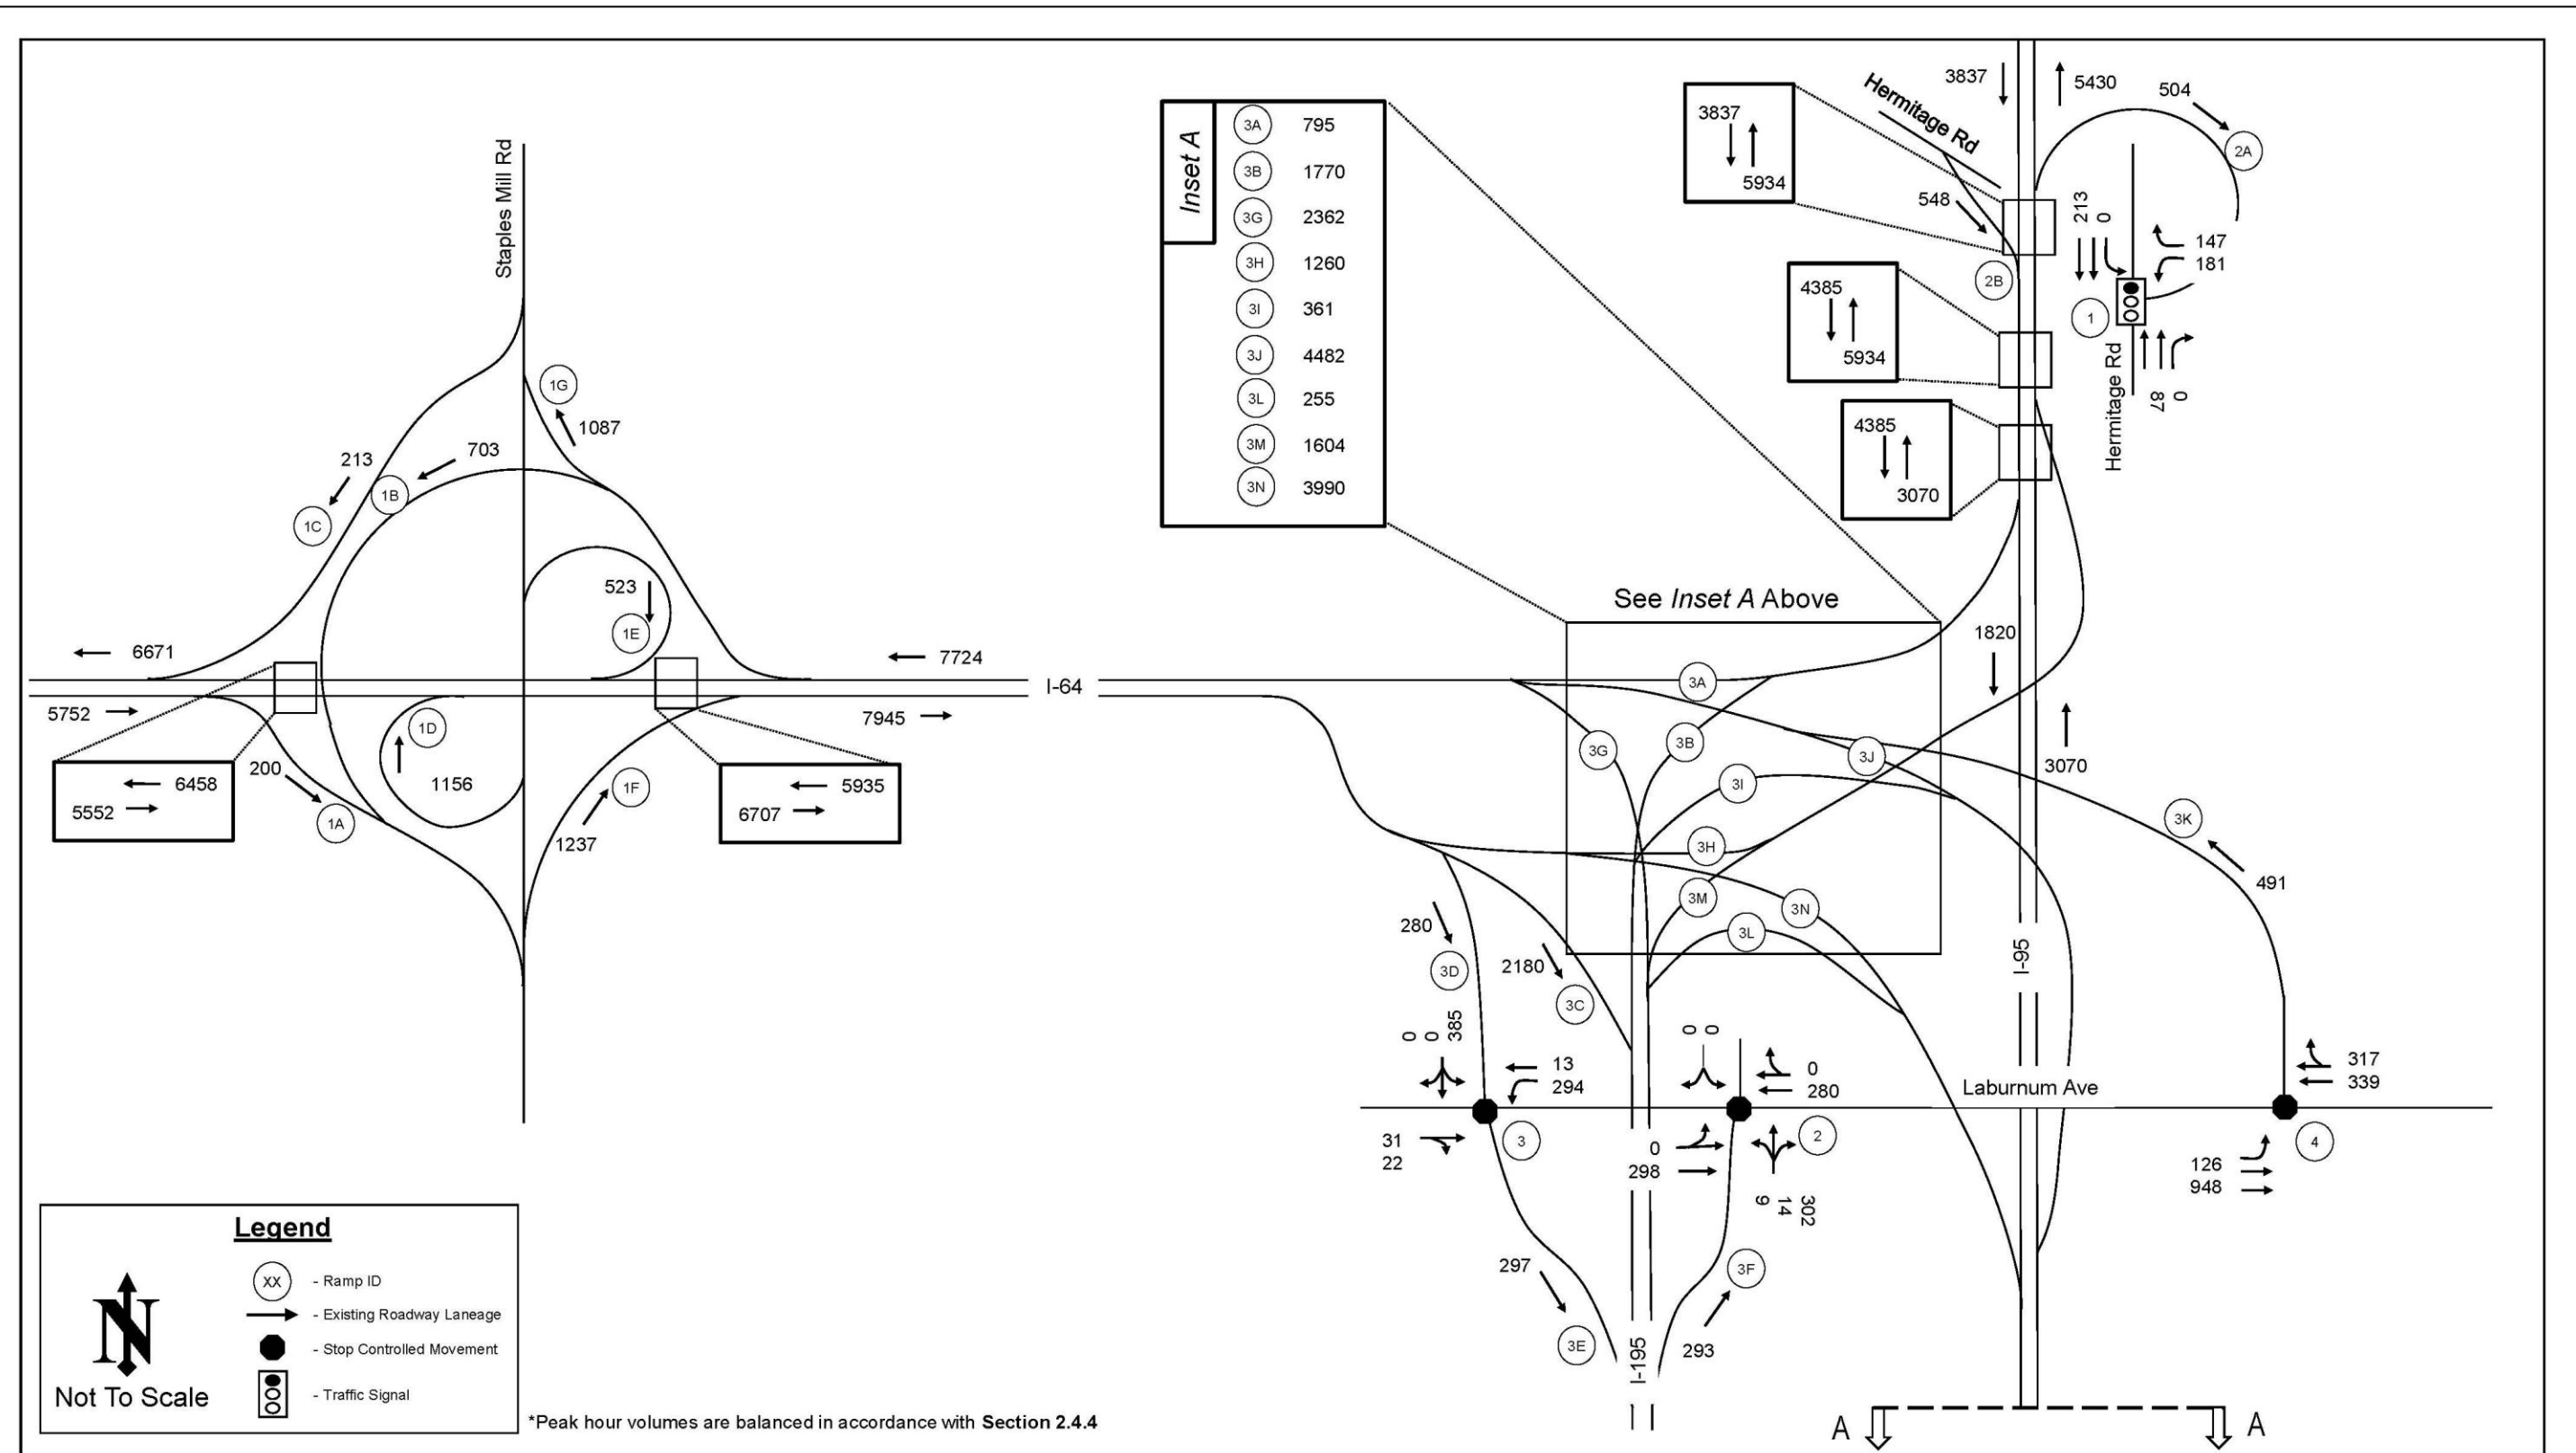 Staples Mill Rd
1G
1087
703
213
1B
1C
523
1E
6671
7724
5752
7945
I-64
1D
1156
200
1A
6458
5552
5935
6707
1F
1237
Inset A
3A 795
3B 1770
3G 2362
3H 1260
3I 361
3J 4482
3L 255
3M 1604
3N 3990
3837
5430
504
2A
Hermitage Rd
3837
5934
548
2B
213
0
147
181
1
Hermitage Rd
87
0
4385
5934
4385
3070
See Inset A Above
1820
3070
3A
3B
3G
3J
3I
3H
3M
3N
3L
3K
491
I-95
280
3D
2180
3C
0
0
385
13
294
31
22
3
0
0
0
280
0
298
2
9
14
302
Laburnum Ave
317
339
126
948
4
297
3E
I-195
3F
293
Legend
XX - Ramp ID
- Existing Roadway Laneage
- Stop Controlled Movement
- Traffic Signal
N
Not To Scale
*Peak hour volumes are balanced in accordance with Section 2.4.4
A A